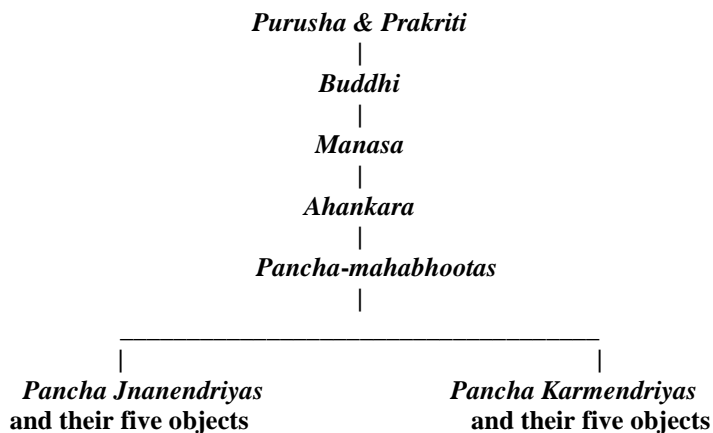 Purusha & Prakriti
|
Buddhi
|
Manasa
|
Ahankara
|
Pancha-mahabhootas
|
____________________________________
| |
Pancha Jnanendriyas Pancha Karmendriyas
and their five objects and their five objects